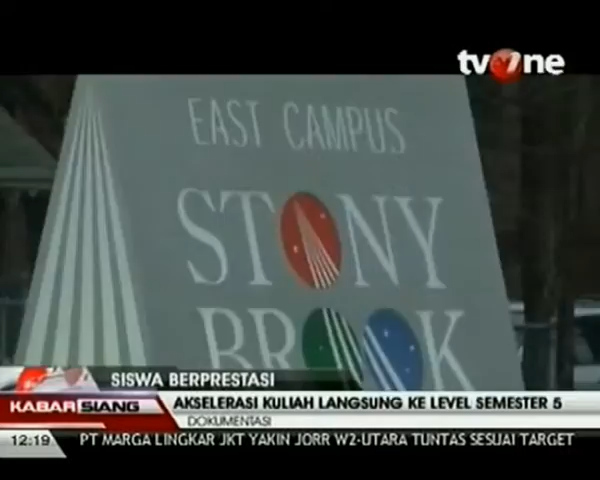 tvOne
EAST CAMPUS
STONY
BROOK
SISWA BERPRESTASI
KABAR SIANG
AKSELERASI KULIAH LANGSUNG KE LEVEL SEMESTER 5
DOKUMENTASI
12:19
PT MARGA LINGKAR JKT YAKIN JORR W2-UTARA TUNTAS SESUAI TARGET